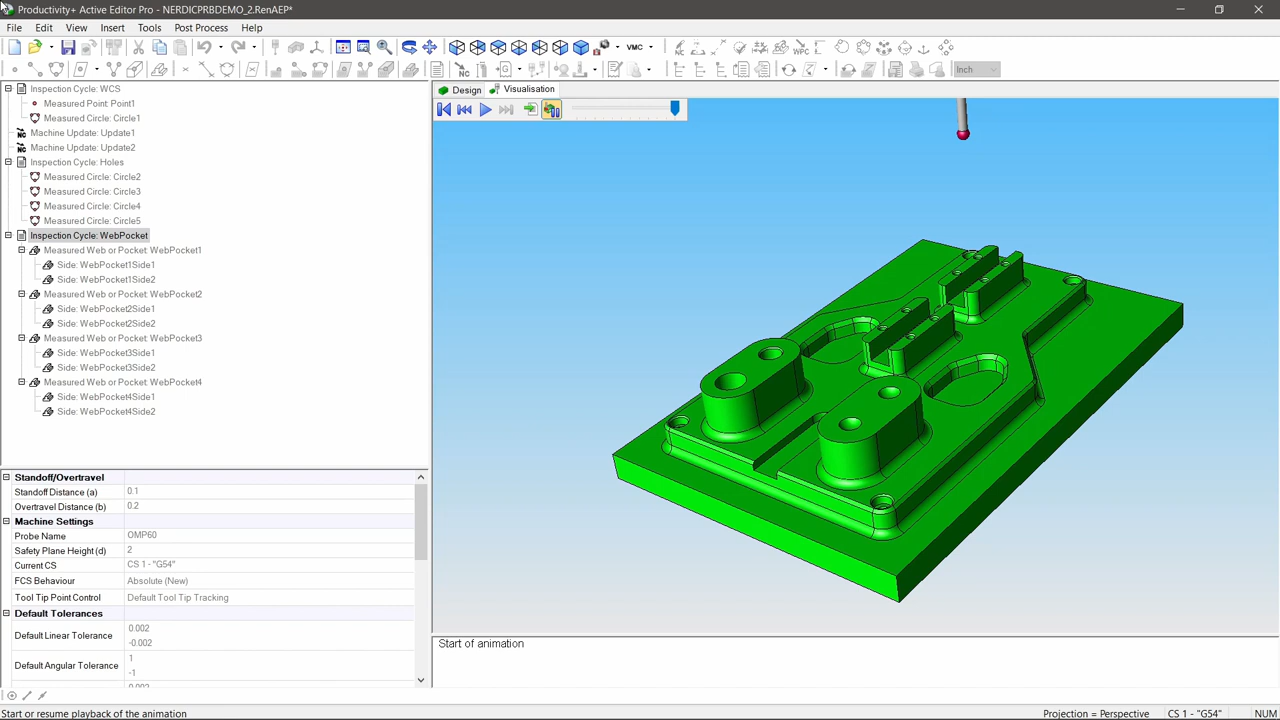 Productivity+ Active Editor Pro - NERDICPRBDEMO_2.RenAEP*
File Edit View Insert Tools Post Process Help
VMC
WPC
NC
Inch
Inspection Cycle: WCS
Measured Point: Point1
Measured Circle: Circle1
Machine Update: Update1
Machine Update: Update2
Inspection Cycle: Holes
Measured Circle: Circle2
Measured Circle: Circle3
Measured Circle: Circle4
Measured Circle: Circle5
Inspection Cycle: WebPocket
Measured Web or Pocket: WebPocket1
Side: WebPocket1Side1
Side: WebPocket1Side2
Measured Web or Pocket: WebPocket2
Side: WebPocket2Side1
Side: WebPocket2Side2
Measured Web or Pocket: WebPocket3
Side: WebPocket3Side1
Side: WebPocket3Side2
Measured Web or Pocket: WebPocket4
Side: WebPocket4Side1
Side: WebPocket4Side2
Design Visualisation
Standoff/Overtravel
Standoff Distance (a) 0.1
Overtravel Distance (b) 0.2
Machine Settings
Probe Name OMP60
Safety Plane Height (d) 2
Current CS CS 1 - "G54"
FCS Behaviour Absolute (New)
Tool Tip Point Control Default Tool Tip Tracking
Default Tolerances
Default Linear Tolerance 0.002
-0.002
Default Angular Tolerance 1
-1
Start of animation
Start or resume playback of the animation
Projection = Perspective CS 1 - "G54" NUM